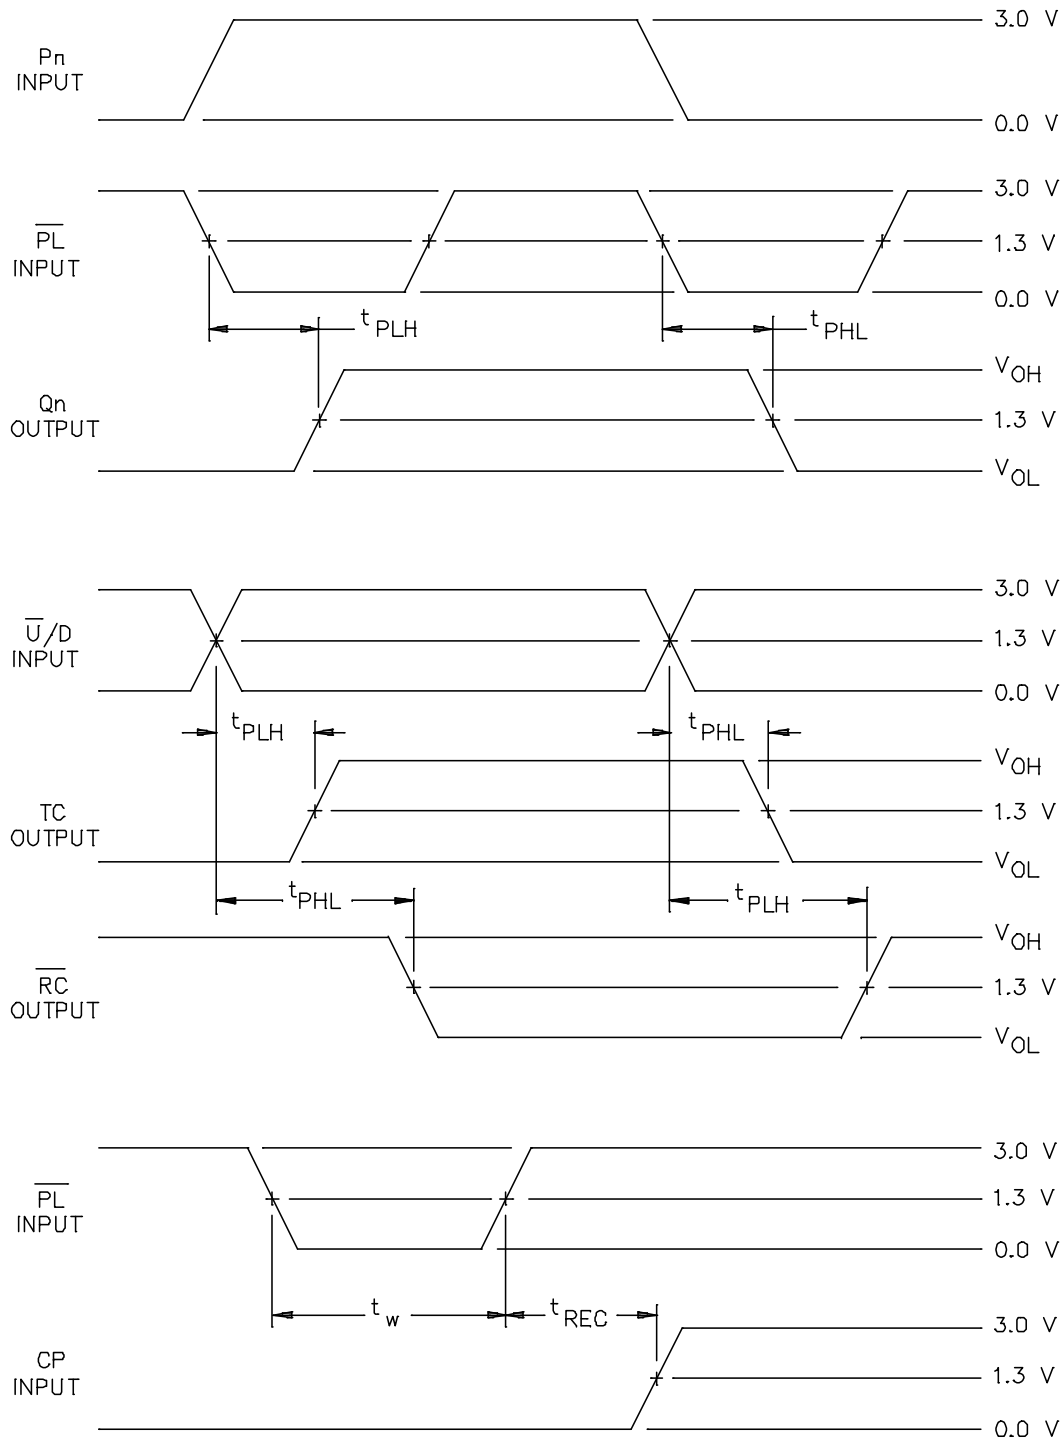 Pn
INPUT
3.0 V
0.0 V
P̅L̅
INPUT
3.0 V
1.3 V
0.0 V
tPLH
tPHL
Qn
OUTPUT
VOH
1.3 V
VOL
U̅/D
INPUT
3.0 V
1.3 V
0.0 V
tPLH
tPHL
TC
OUTPUT
VOH
1.3 V
VOL
tPHL
tPLH
R̅C̅
OUTPUT
VOH
1.3 V
VOL
P̅L̅
INPUT
3.0 V
1.3 V
0.0 V
tw
tREC
CP
INPUT
3.0 V
1.3 V
0.0 V